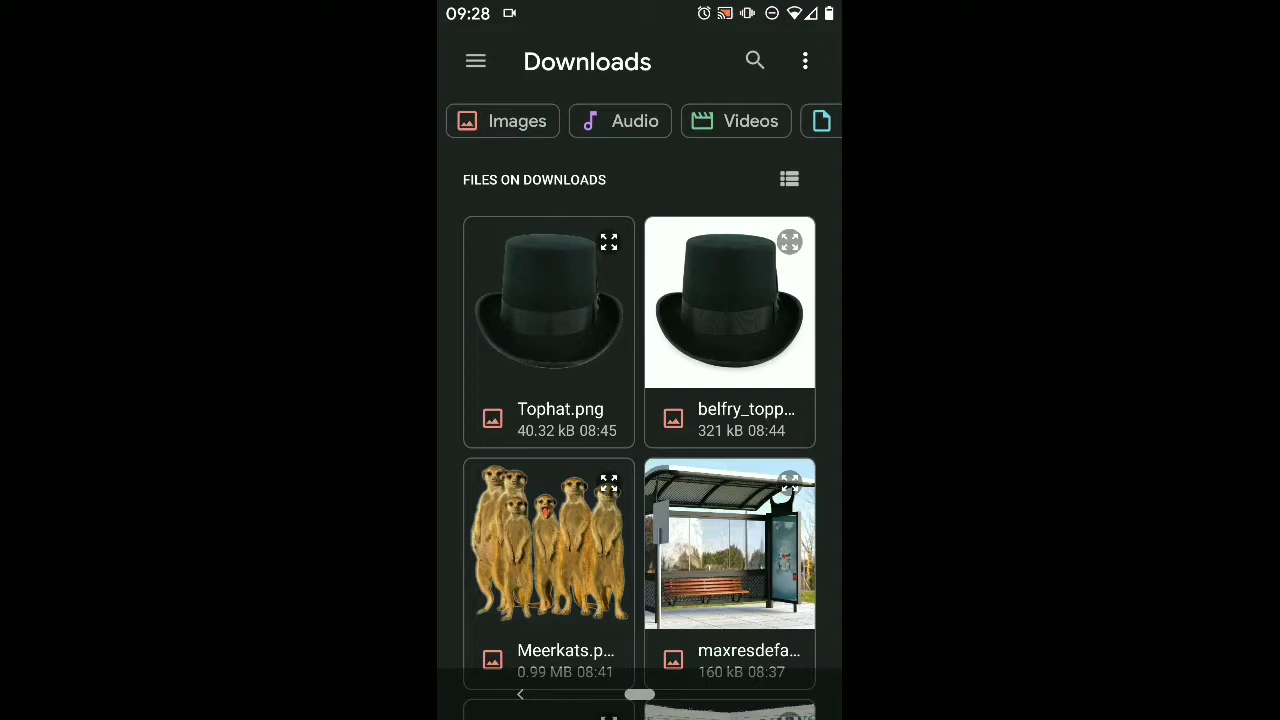 09:28
Downloads
Images
Audio
Videos
FILES ON DOWNLOADS
Tophat.png
40.32 kB 08:45
belfry_topp...
321 kB 08:44
Meerkats.p...
0.99 MB 08:41
maxresdefa...
160 kB 08:37